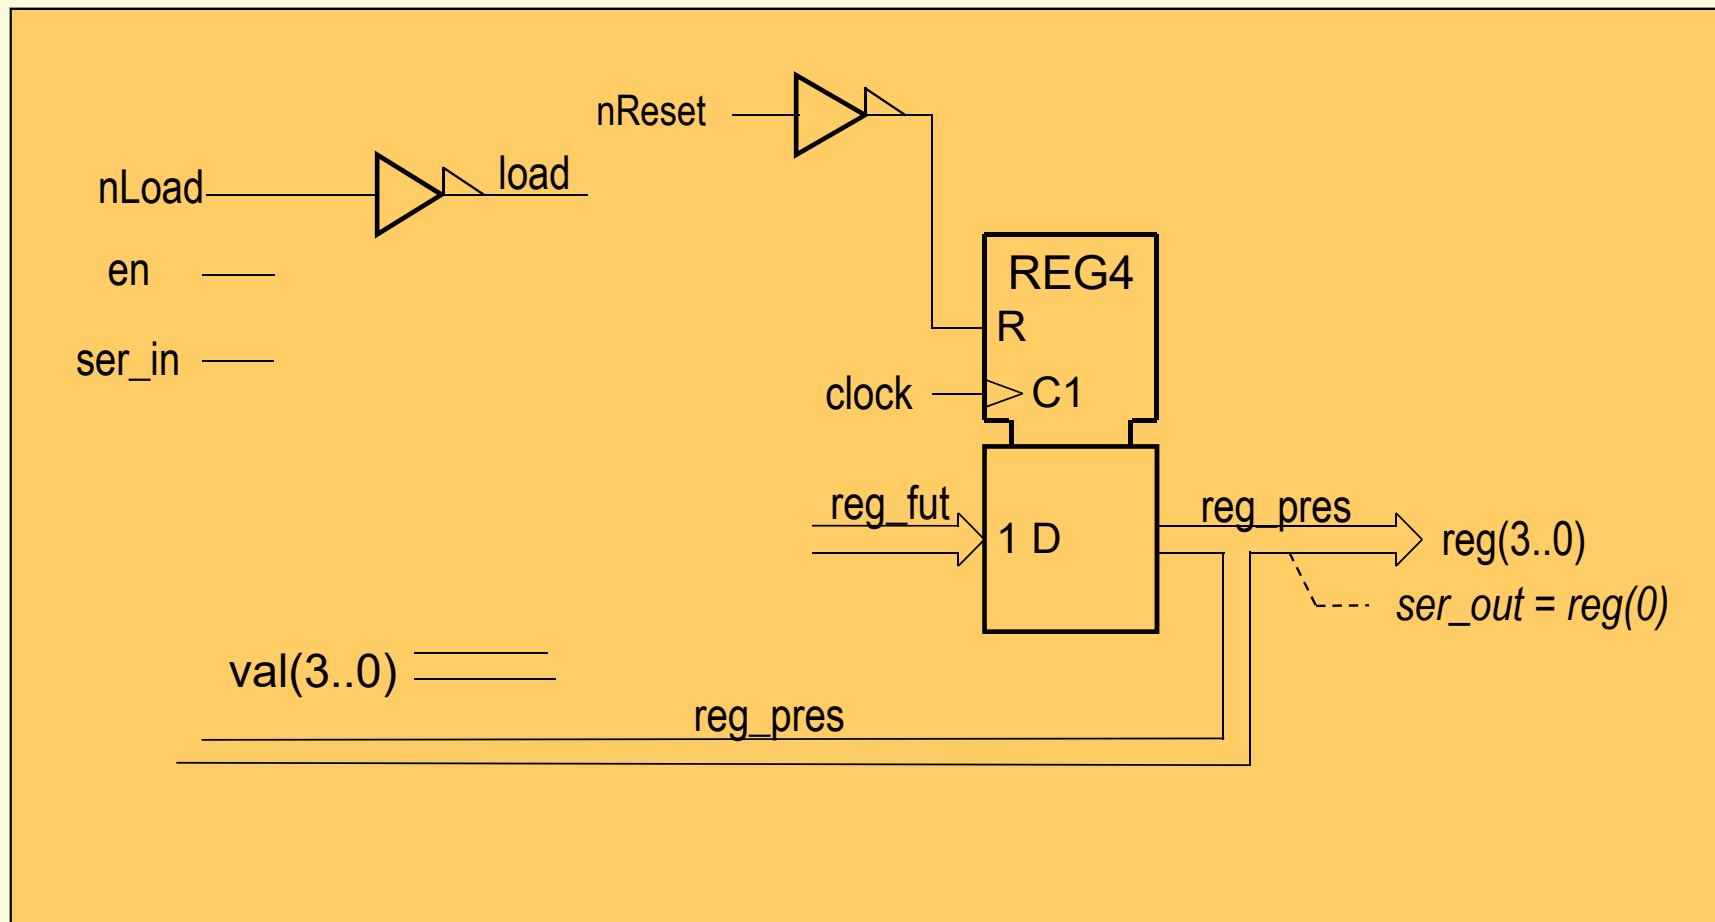 nReset
nLoad
load
en
REG4
R
ser_in
clock
C1
reg_fut
reg_pres
1 D
reg(3..0)
ser_out = reg(0)
val(3..0)
reg_pres